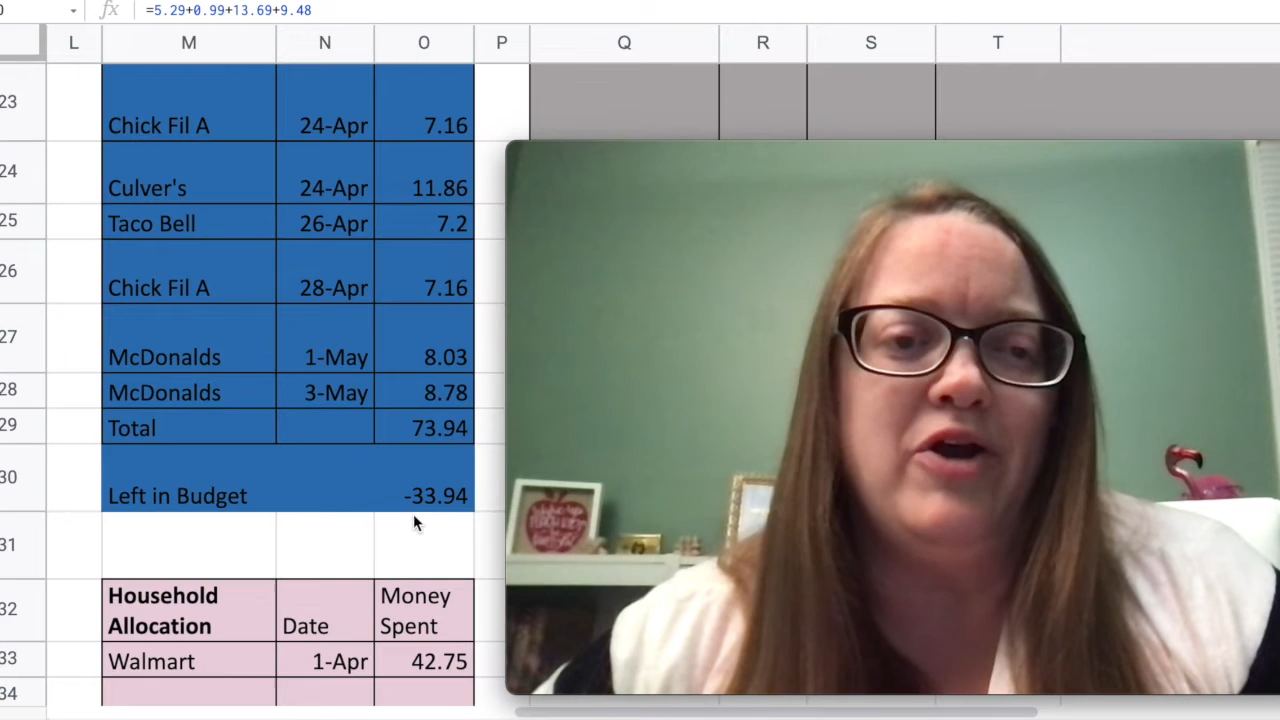 fx =5.29+0.99+13.69+9.48
L M N O P Q R S T
23 Chick Fil A 24-Apr 7.16
24 Culver's 24-Apr 11.86
25 Taco Bell 26-Apr 7.2
26 Chick Fil A 28-Apr 7.16
27 McDonalds 1-May 8.03
28 McDonalds 3-May 8.78
29 Total 73.94
30 Left in Budget -33.94
31
32 Household Allocation Date Money Spent
33 Walmart 1-Apr 42.75
34